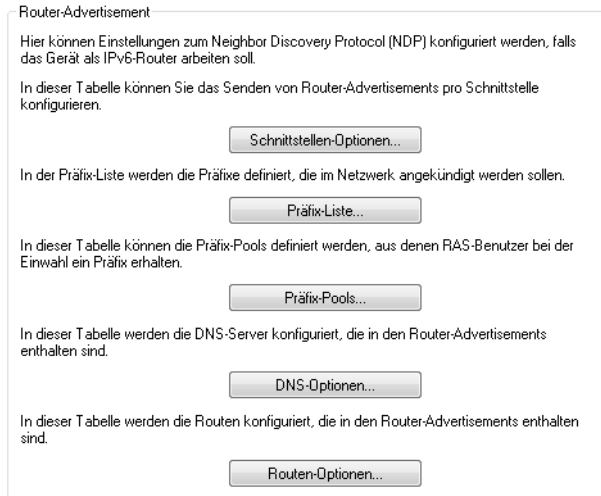 Router-Advertisement
Hier können Einstellungen zum Neighbor Discovery Protocol (NDP) konfiguriert werden, falls
das Gerät als IPv6-Router arbeiten soll.
In dieser Tabelle können Sie das Senden von Router-Advertisements pro Schnittstelle
konfigurieren.
Schnittstellen-Optionen...
In der Präfix-Liste werden die Präfixe definiert, die im Netzwerk angekündigt werden sollen.
Präfix-Liste...
In dieser Tabelle können die Präfix-Pools definiert werden, aus denen RAS-Benutzer bei der
Einwahl ein Präfix erhalten.
Präfix-Pools...
In dieser Tabelle werden die DNS-Server konfiguriert, die in den Router-Advertisements
enthalten sind.
DNS-Optionen...
In dieser Tabelle werden die Routen konfiguriert, die in den Router-Advertisements enthalten
sind.
Routen-Optionen...